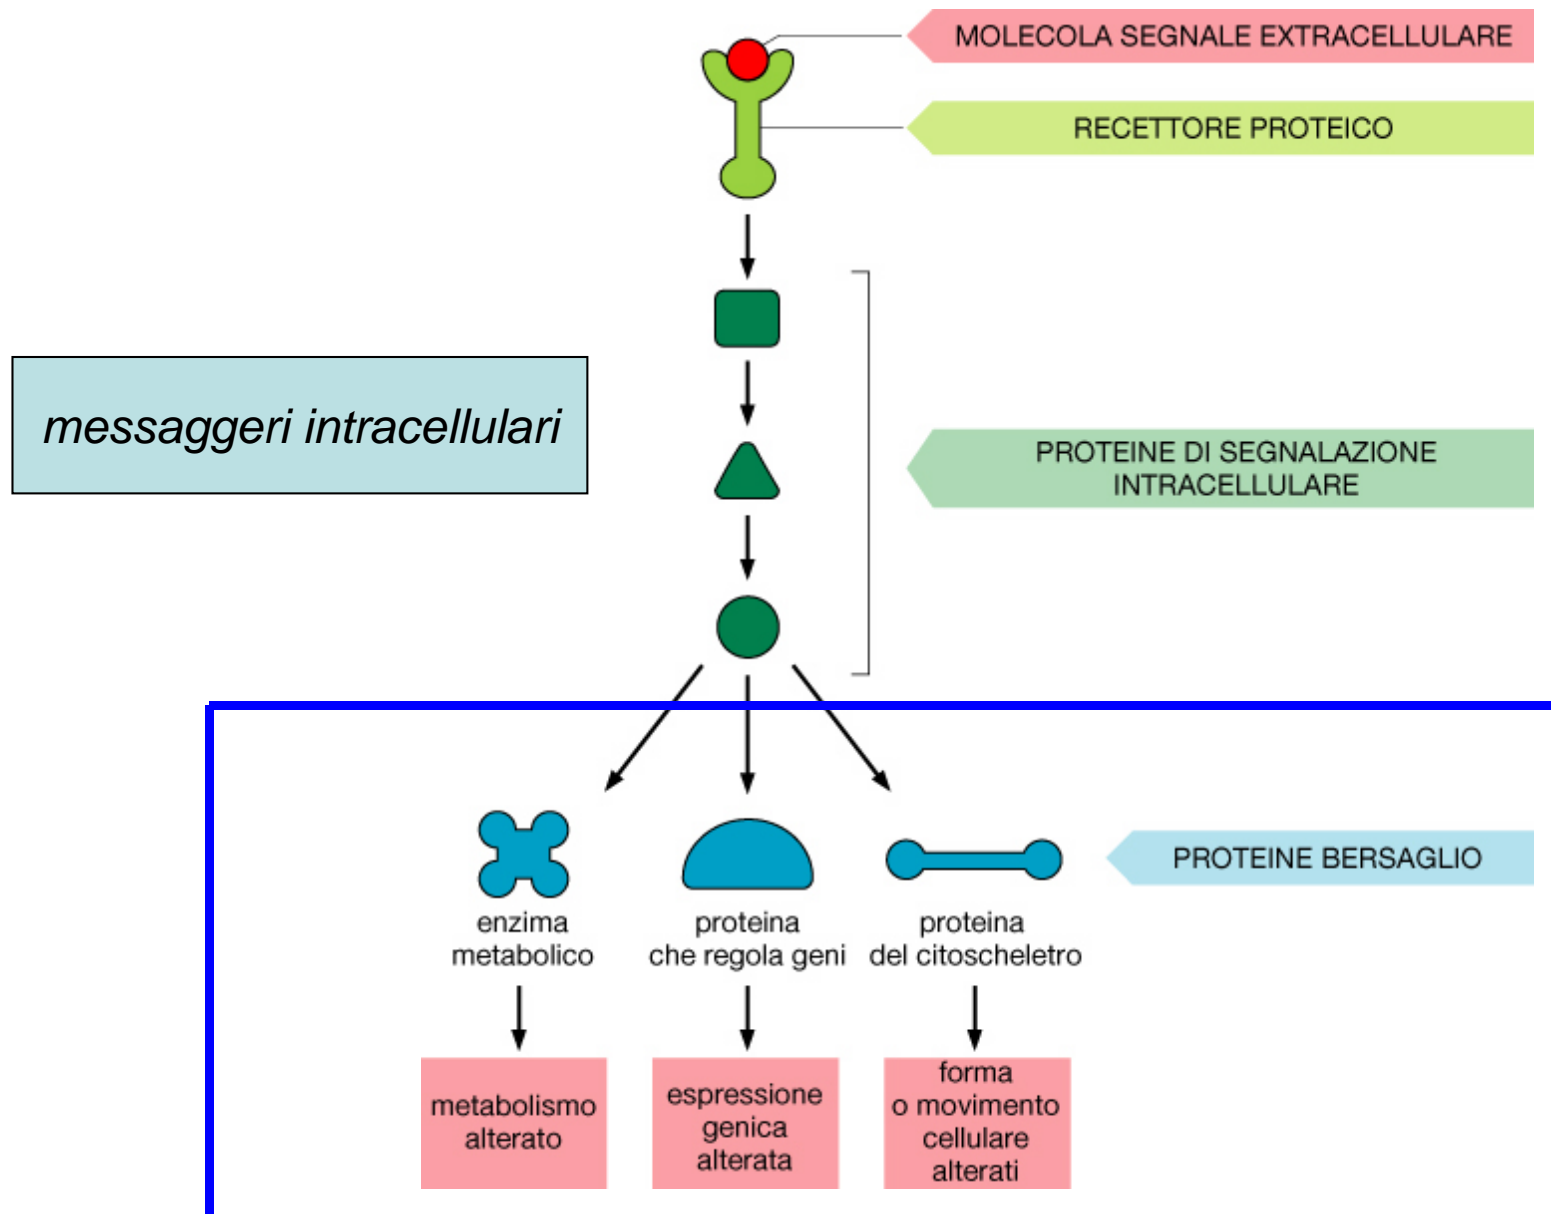 MOLECOLA SEGNALE EXTRACELLULARE
RECETTORE PROTEICO
messaggeri intracellulari
PROTEINE DI SEGNALAZIONE
INTRACELLULARE
PROTEINE BERSAGLIO
enzima
metabolico
proteina
che regola geni
proteina
del citoscheletro
metabolismo
alterato
espressione
genica
alterata
forma
o movimento
cellulare
alterati